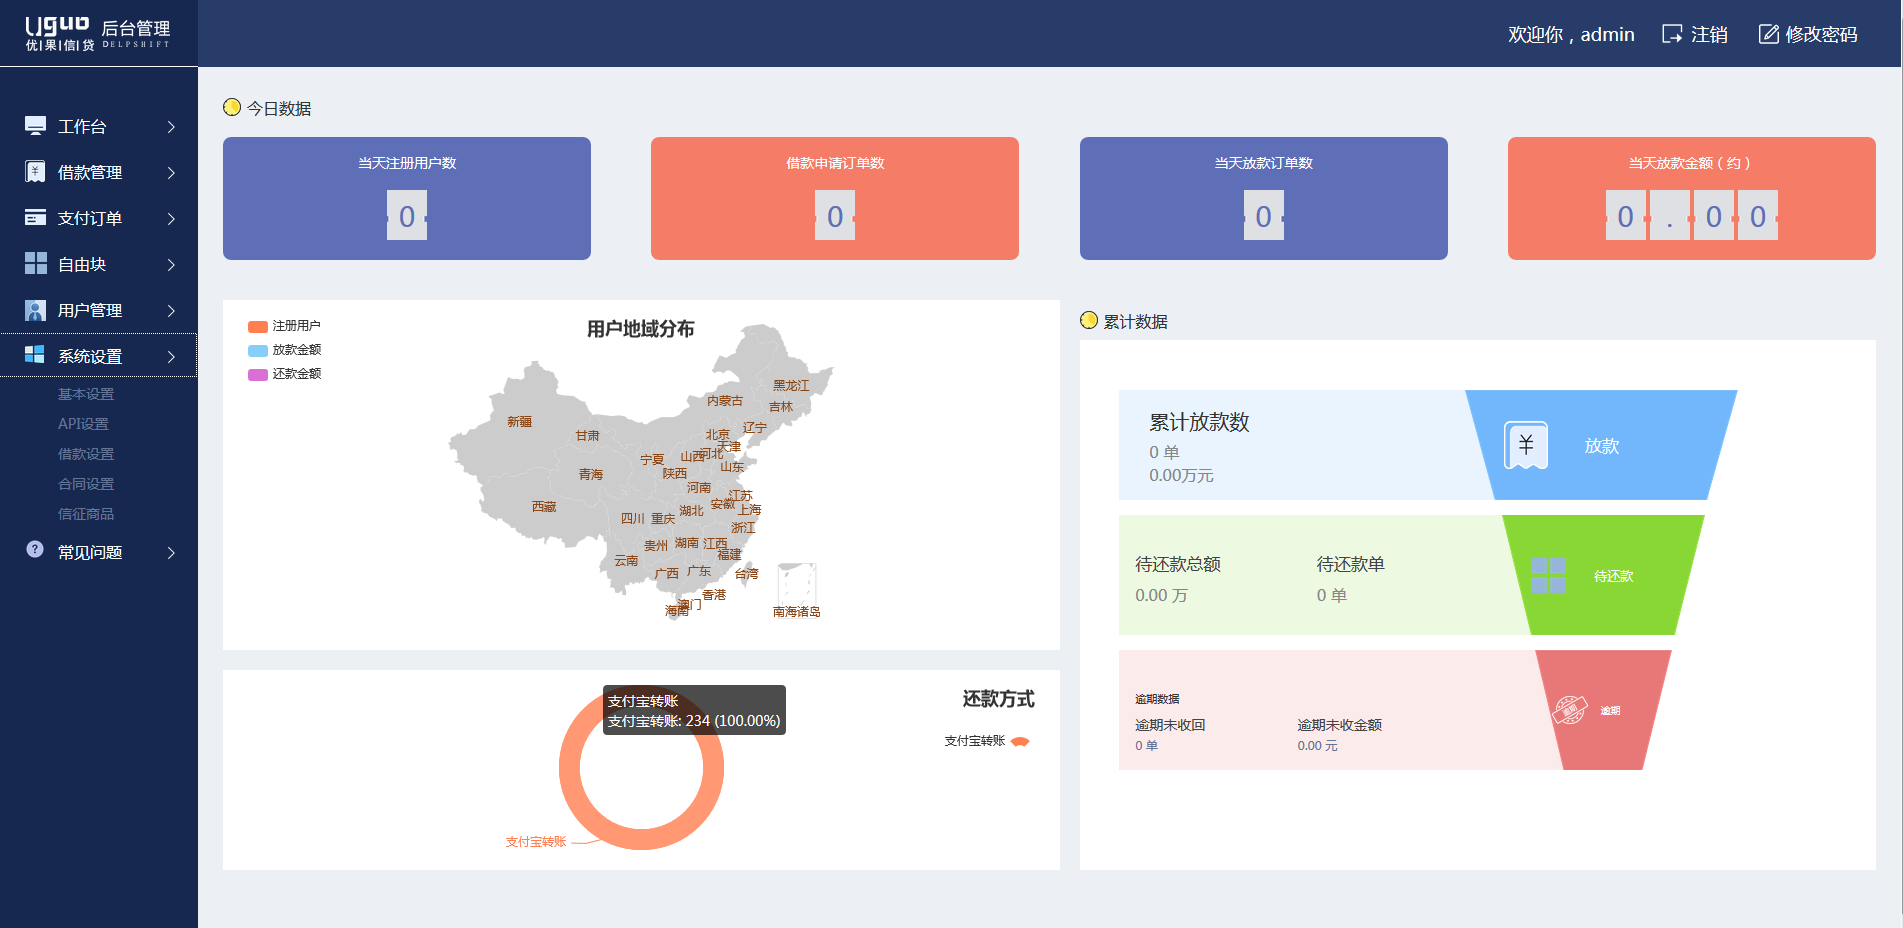 Uguo 后台管理
优|果|信|贷 DELPSHIFT
欢迎你，admin 注销 修改密码
工作台
借款管理
支付订单
自由块
用户管理
系统设置
基本设置
API设置
借款设置
合同设置
信征商品
常见问题
今日数据
当天注册用户数
0
借款申请订单数
0
当天放款订单数
0
当天放款金额（约）
0.00
用户地域分布
注册用户
放款金额
还款金额
黑龙江
内蒙古
吉林
新疆
辽宁
甘肃
北京
天津
宁夏
山西
河北
山东
青海
陕西
河南
江苏
西藏
安徽
上海
湖北
四川
重庆
浙江
贵州
湖南
江西
福建
云南
广西
广东
台湾
香港
澳门
海南
南海诸岛
还款方式
支付宝转账
支付宝转账: 234 (100.00%)
支付宝转账
支付宝转账
累计数据
累计放款数
0 单
0.00万元
放款
待还款总额 待还款单
0.00 万 0 单
待还款
逾期数据
逾期未收回 逾期未收金额
0 单 0.00 元
逾期
逾期